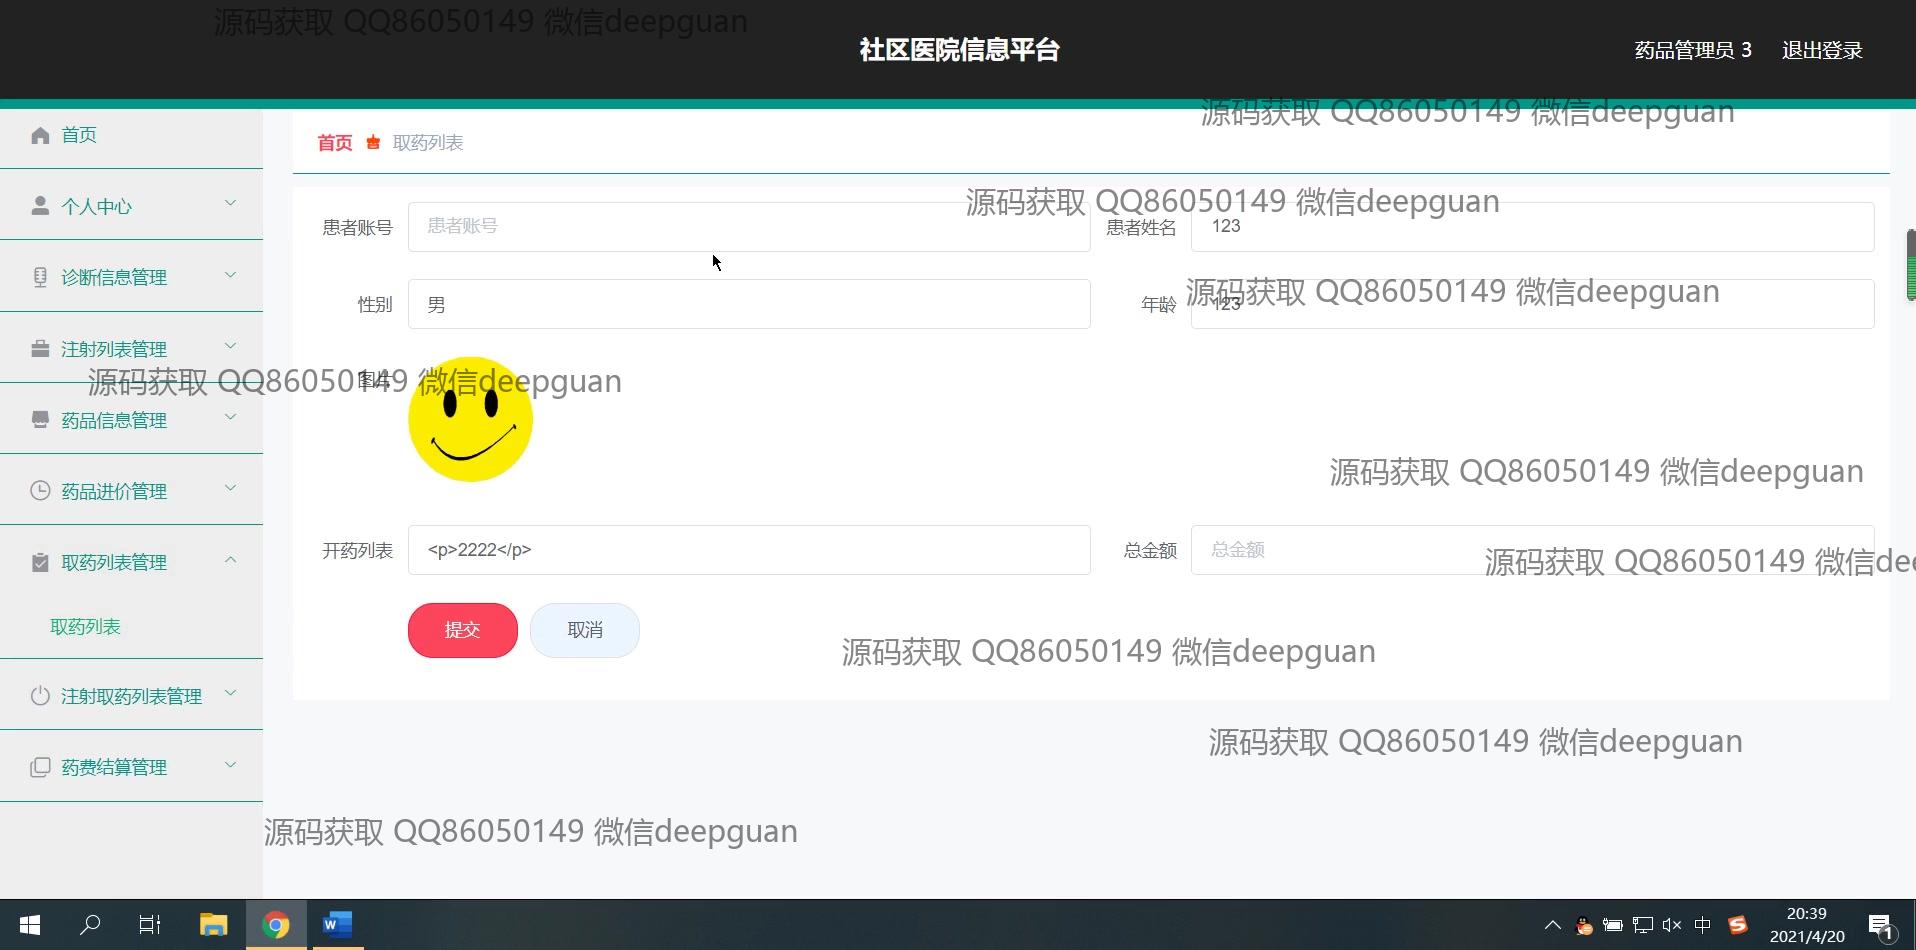 源码获取 QQ86050149 微信deepguan
社区医院信息平台
药品管理员 3 退出登录
源码获取 QQ86050149 微信deepguan
首页
首页 取药列表
个人中心
源码获取 QQ86050149 微信deepguan
患者账号 患者账号 患者姓名 123
诊断信息管理
源码获取 QQ86050149 微信deepguan
性别 男 年龄 123
注射列表管理
源码获取 QQ86050149 微信deepguan
图片
药品信息管理
源码获取 QQ86050149 微信deepguan
药品进价管理
开药列表 <p>2222</p> 总金额 总金额
取药列表管理
源码获取 QQ86050149 微信dee
取药列表
提交 取消
源码获取 QQ86050149 微信deepguan
注射取药列表管理
源码获取 QQ86050149 微信deepguan
药费结算管理
源码获取 QQ86050149 微信deepguan
中
20:39
2021/4/20
1